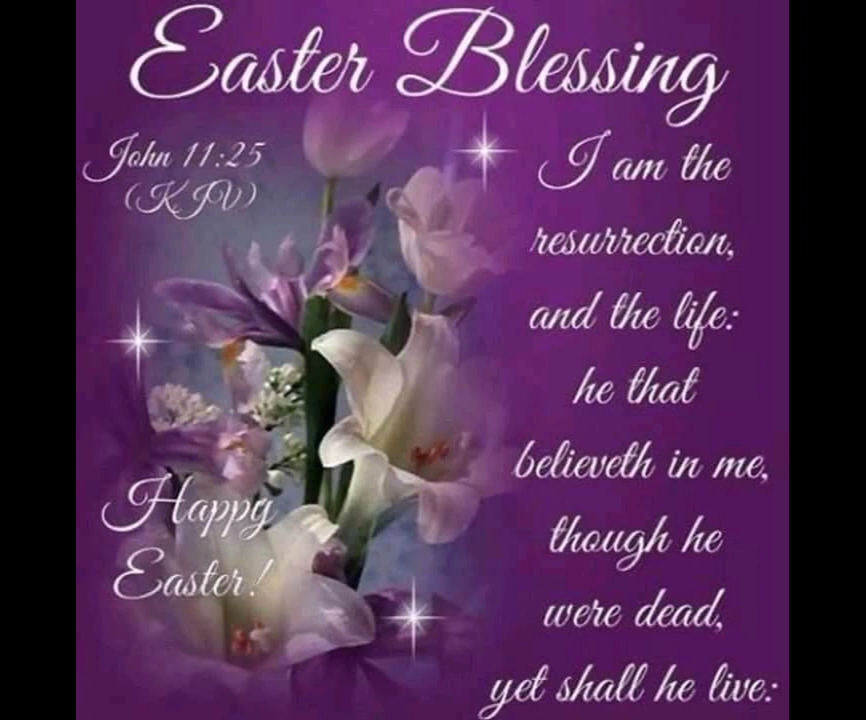 Easter Blessing
John 11:25
(KJV)
I am the
resurrection,
and the life:
he that
believeth in me,
though he
were dead,
yet shall he live:
Happy
Easter!